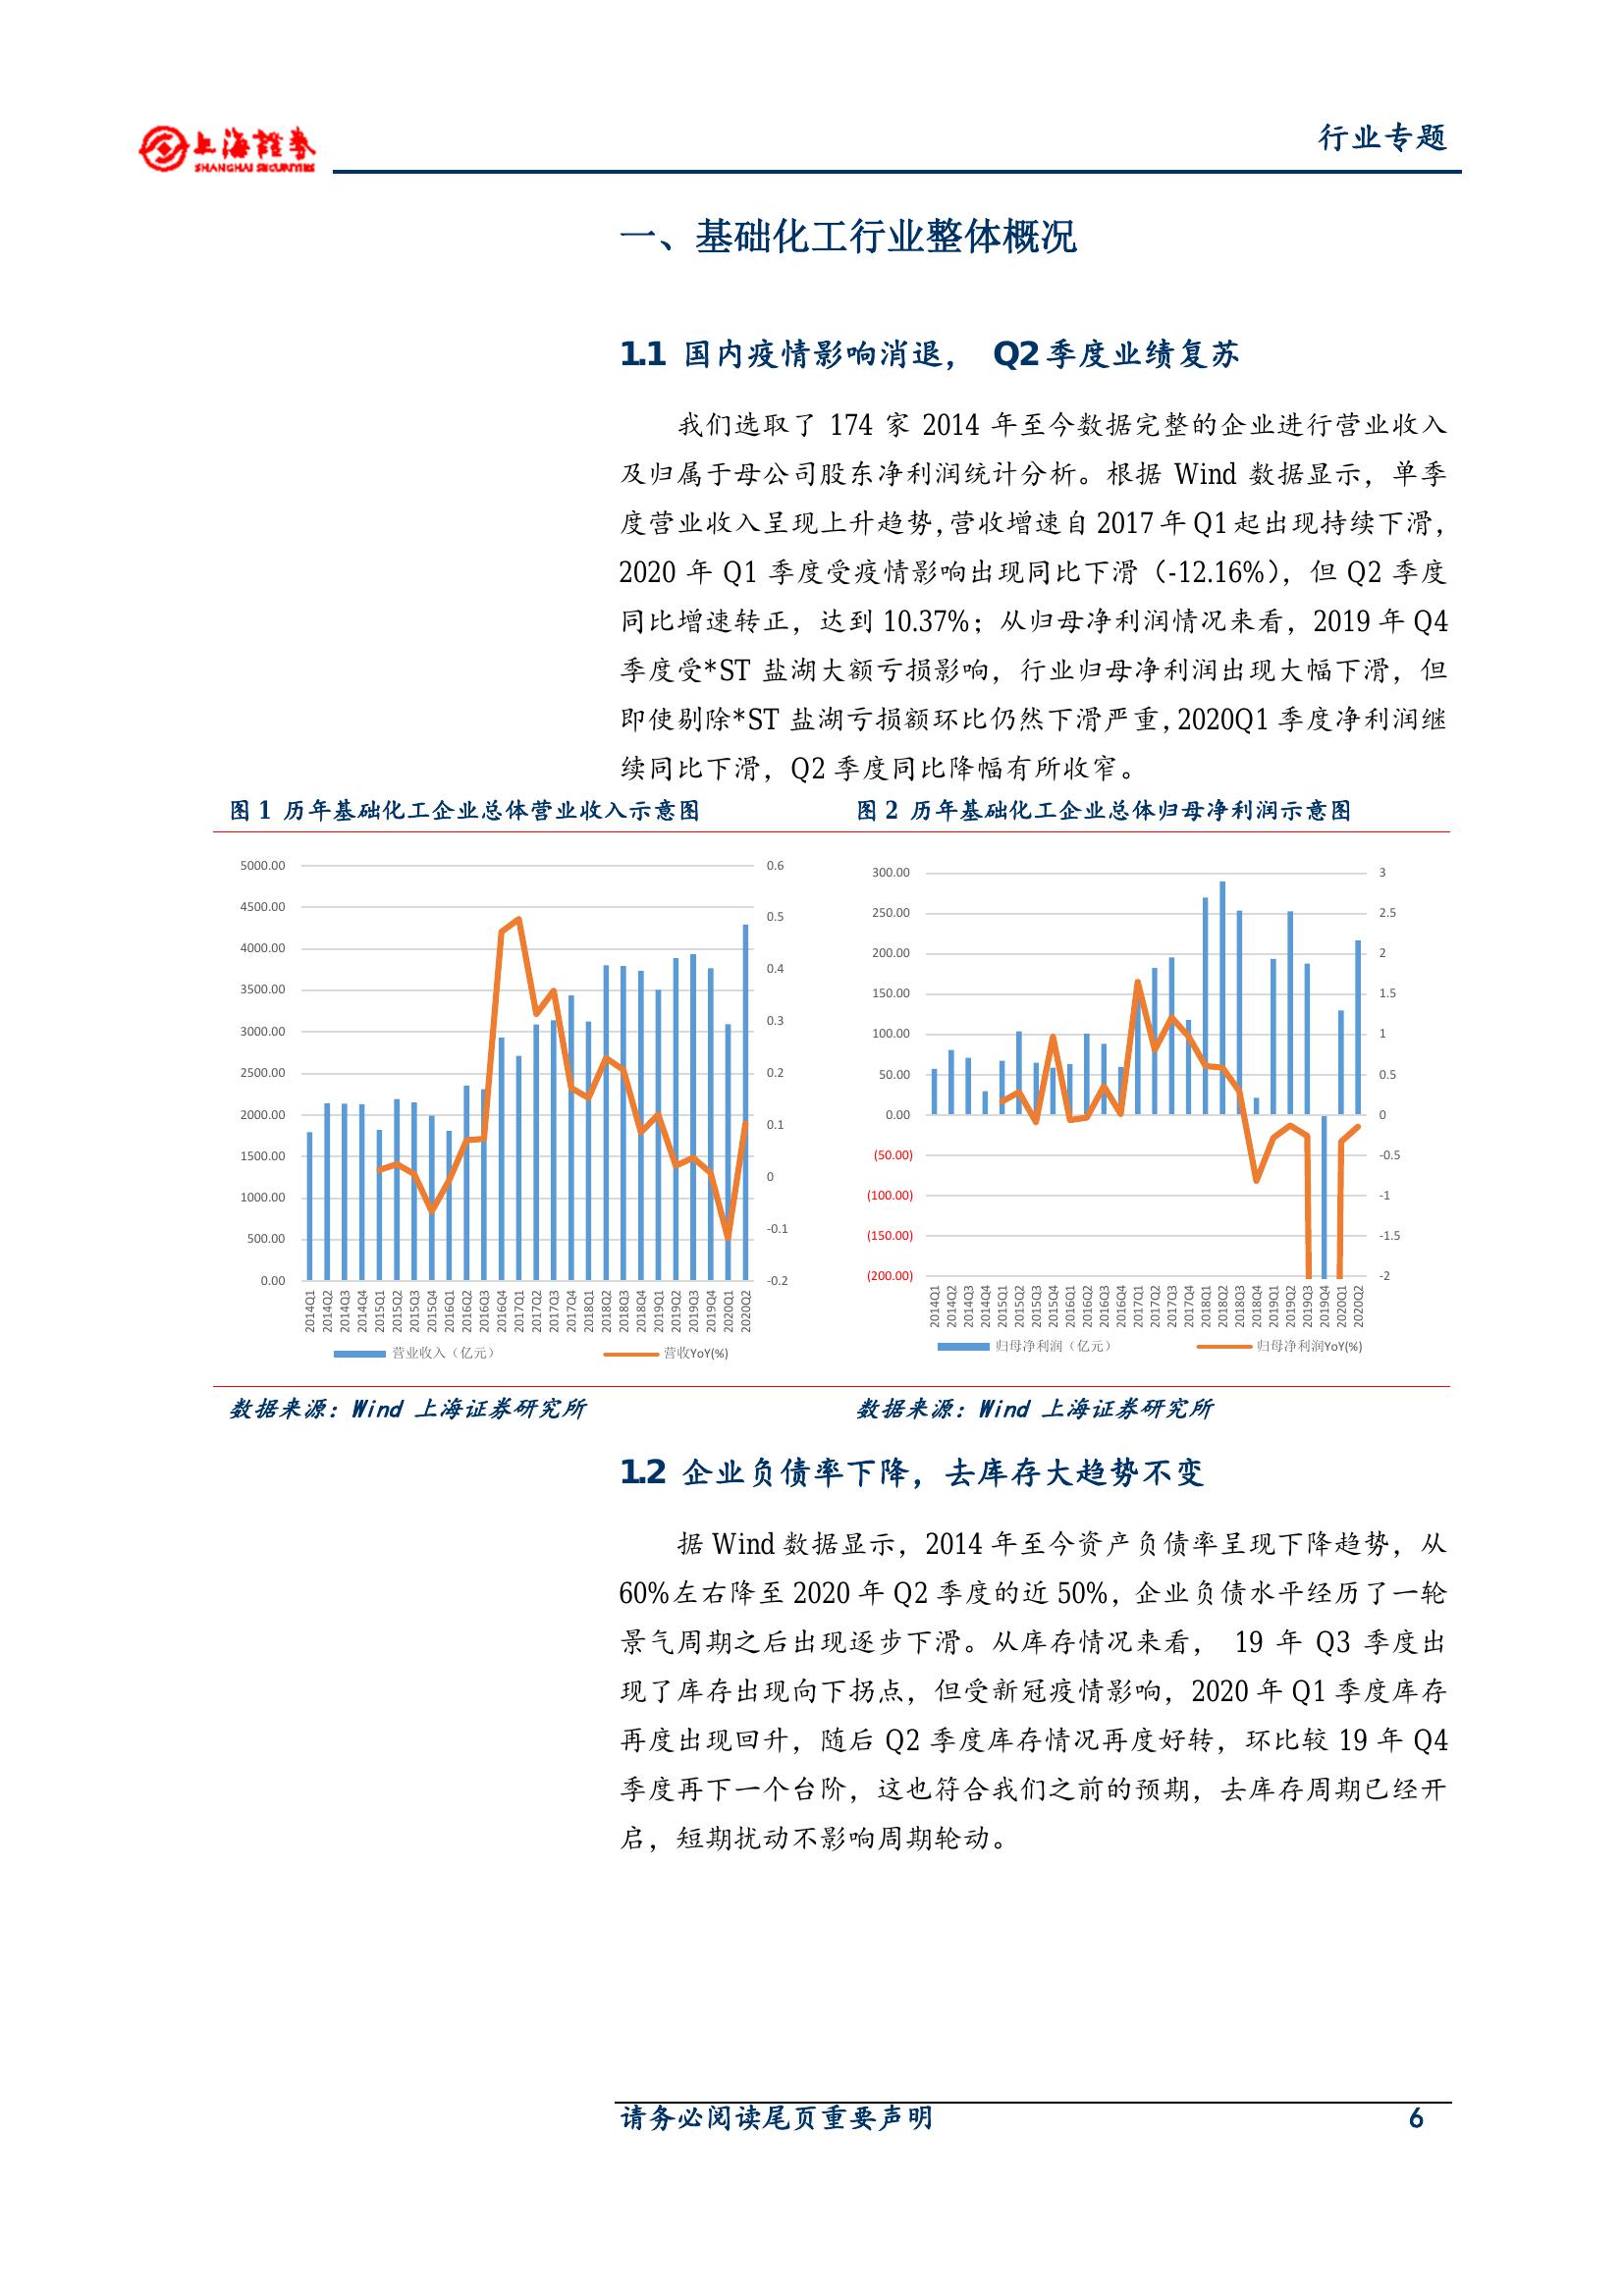 上海證券
SHANGHAI SECURITIES
行业专题
一、基础化工行业整体概况
1.1 国内疫情影响消退， Q2季度业绩复苏
我们选取了 174 家 2014 年至今数据完整的企业进行营业收入
及归属于母公司股东净利润统计分析。根据 Wind 数据显示，单季
度营业收入呈现上升趋势，营收增速自 2017 年 Q1 起出现持续下滑，
2020 年 Q1 季度受疫情影响出现同比下滑（-12.16%），但 Q2 季度
同比增速转正，达到 10.37%；从归母净利润情况来看，2019 年 Q4
季度受*ST 盐湖大额亏损影响，行业归母净利润出现大幅下滑，但
即使剔除*ST 盐湖亏损额环比仍然下滑严重，2020Q1 季度净利润继
续同比下滑，Q2 季度同比降幅有所收窄。
图 1 历年基础化工企业总体营业收入示意图
5000.00
4500.00
4000.00
3500.00
3000.00
2500.00
2000.00
1500.00
1000.00
500.00
0.00
0.6
0.5
0.4
0.3
0.2
0.1
0
-0.1
-0.2
2014Q1
2014Q2
2014Q3
2014Q4
2015Q1
2015Q2
2015Q3
2015Q4
2016Q1
2016Q2
2016Q3
2016Q4
2017Q1
2017Q2
2017Q3
2017Q4
2018Q1
2018Q2
2018Q3
2018Q4
2019Q1
2019Q2
2019Q3
2019Q4
2020Q1
2020Q2
营业收入（亿元）
营收YoY(%)
数据来源：Wind 上海证券研究所
图 2 历年基础化工企业总体归母净利润示意图
300.00
250.00
200.00
150.00
100.00
50.00
0.00
(50.00)
(100.00)
(150.00)
(200.00)
3
2.5
2
1.5
1
0.5
0
-0.5
-1
-1.5
-2
2014Q1
2014Q2
2014Q3
2014Q4
2015Q1
2015Q2
2015Q3
2015Q4
2016Q1
2016Q2
2016Q3
2016Q4
2017Q1
2017Q2
2017Q3
2017Q4
2018Q1
2018Q2
2018Q3
2018Q4
2019Q1
2019Q2
2019Q3
2019Q4
2020Q1
2020Q2
归母净利润（亿元）
归母净利润YoY(%)
数据来源：Wind 上海证券研究所
1.2 企业负债率下降，去库存大趋势不变
据 Wind 数据显示，2014 年至今资产负债率呈现下降趋势，从
60%左右降至 2020 年 Q2 季度的近 50%，企业负债水平经历了一轮
景气周期之后出现逐步下滑。从库存情况来看， 19 年 Q3 季度出
现了库存出现向下拐点，但受新冠疫情影响，2020 年 Q1 季度库存
再度出现回升，随后 Q2 季度库存情况再度好转，环比较 19 年 Q4
季度再下一个台阶，这也符合我们之前的预期，去库存周期已经开
启，短期扰动不影响周期轮动。
请务必阅读尾页重要声明
6